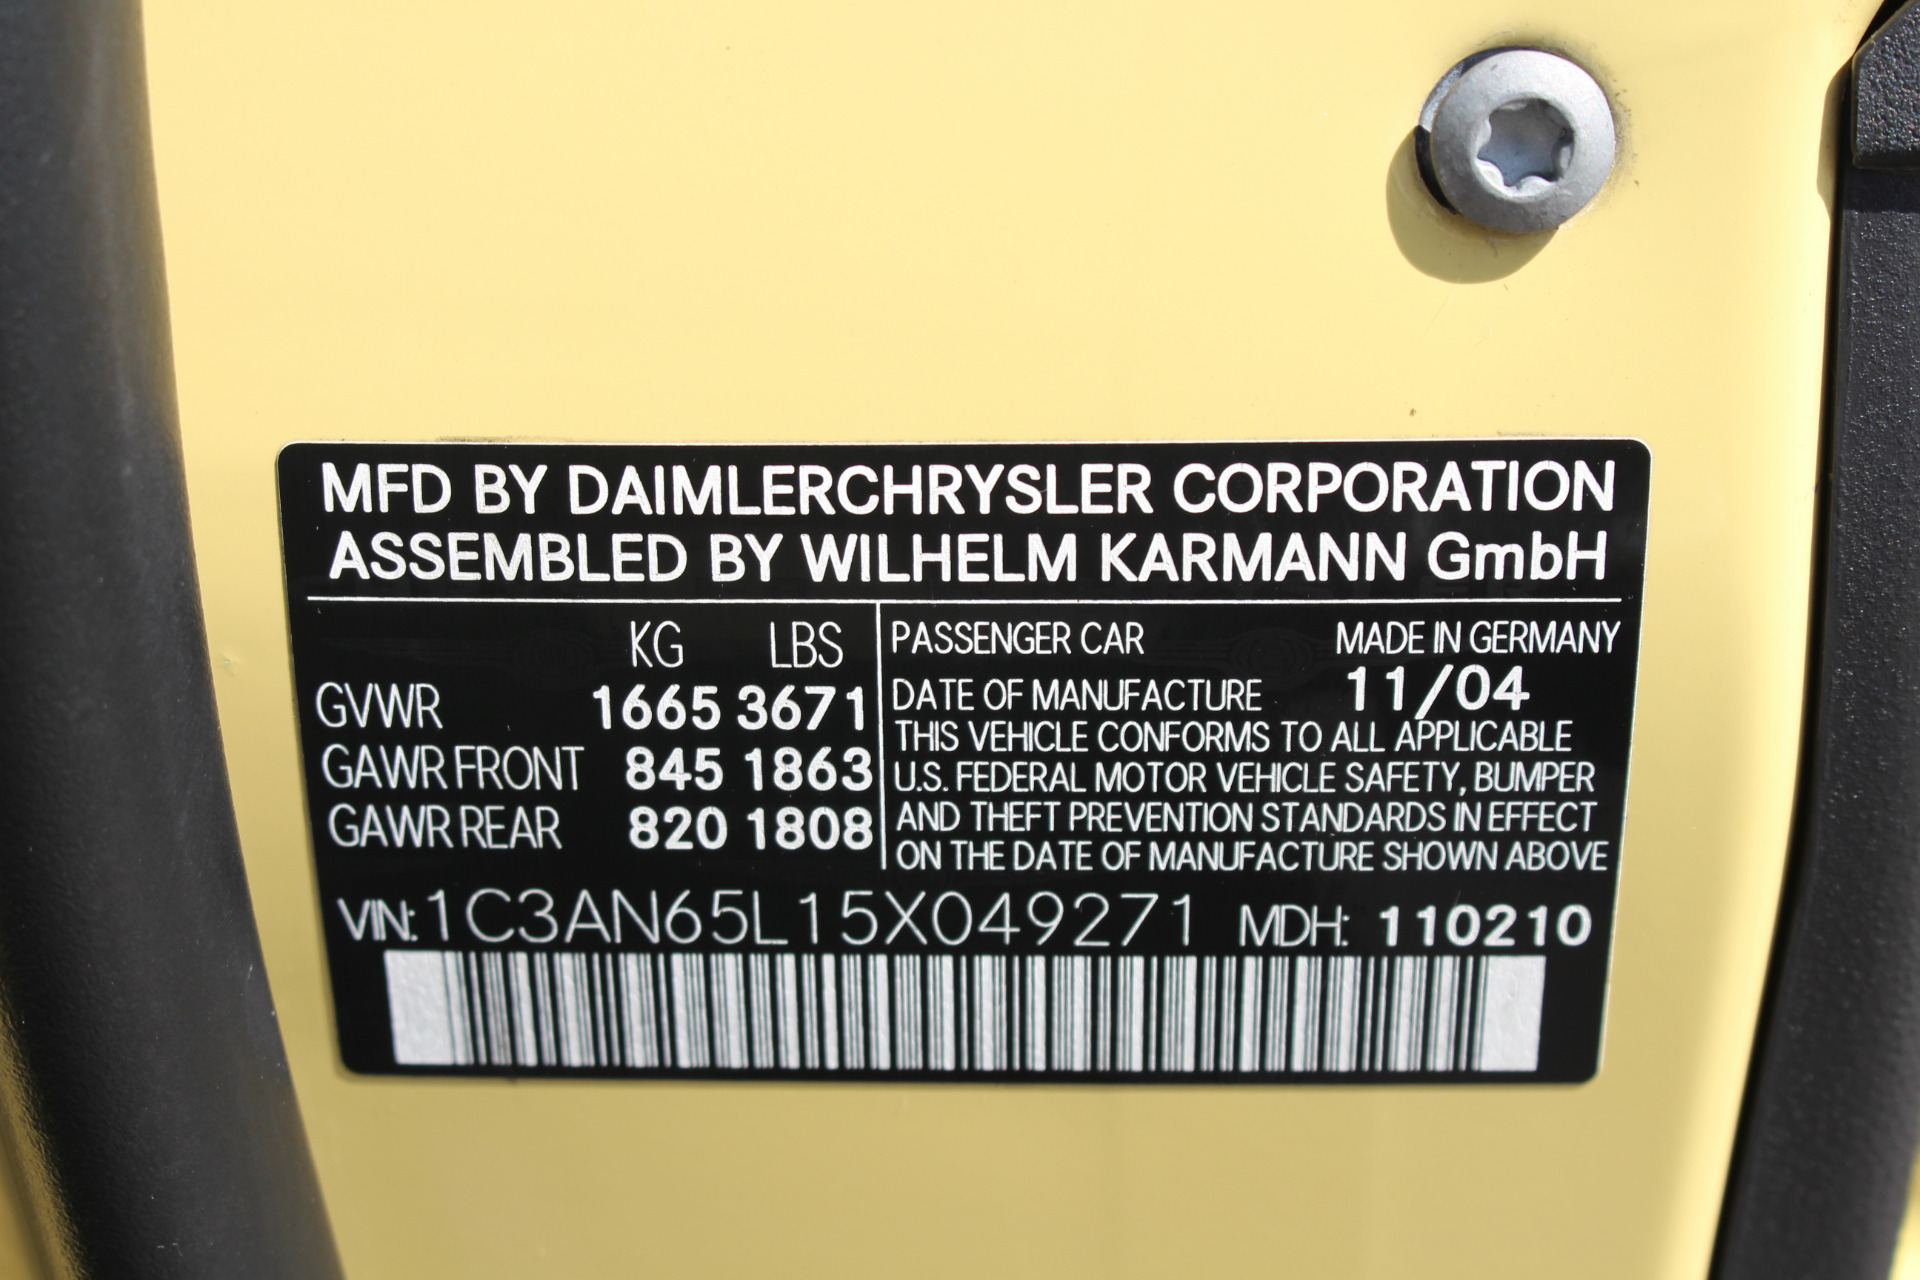 MFD BY DAIMLERCHRYSLER CORPORATION
ASSEMBLED BY WILHELM KARMANN GmbH
KG LBS
GVWR 1665 3671
GAWR FRONT 845 1863
GAWR REAR 820 1808
PASSENGER CAR MADE IN GERMANY
DATE OF MANUFACTURE 11/04
THIS VEHICLE CONFORMS TO ALL APPLICABLE
U.S. FEDERAL MOTOR VEHICLE SAFETY, BUMPER
AND THEFT PREVENTION STANDARDS IN EFFECT
ON THE DATE OF MANUFACTURE SHOWN ABOVE
VIN: 1C3AN65L15X049271 MDH: 110210